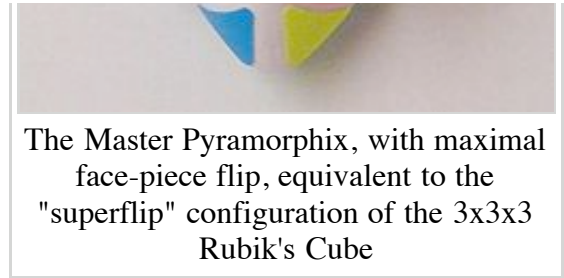 The Master Pyramorphix, with maximal
face-piece flip, equivalent to the
"superflip" configuration of the 3x3x3
Rubik's Cube